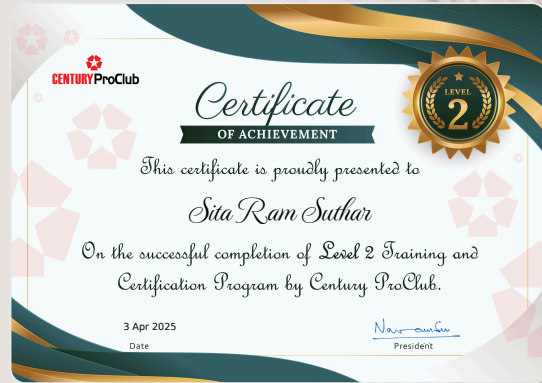 CENTURY ProClub
Certificate
OF ACHIEVEMENT
LEVEL
2
This certificate is proudly presented to
Sita Ram Suthar
On the successful completion of Level 2 Training and
Certification Program by Century ProClub.
3 Apr 2025
Date
President